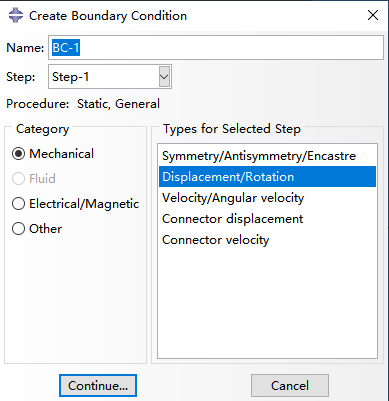 Create Boundary Condition
Name: BC-1
Step: Step-1
Procedure: Static, General
Category
Mechanical
Fluid
Electrical/Magnetic
Other
Types for Selected Step
Symmetry/Antisymmetry/Encastre
Displacement/Rotation
Velocity/Angular velocity
Connector displacement
Connector velocity
Continue...
Cancel